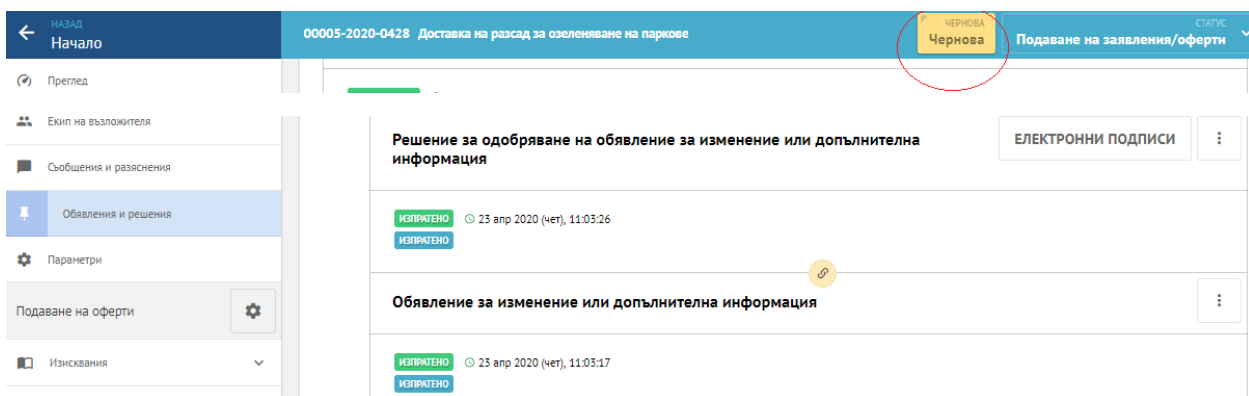 НАЗАД
Начало
00005-2020-0428 Доставка на разсад за озеленяване на паркове
ЧЕРНОВА
Чернова
СТАТУС
Подаване на заявления/оферти
Преглед
Екип на възложителя
Съобщения и разяснения
Обявления и решения
Параметри
Подаване на оферти
Изисквания
Решение за одобряване на обявление за изменение или допълнителна
информация
ЕЛЕКТРОННИ ПОДПИСИ
ИЗПРАТЕНО 23 апр 2020 (чет), 11:03:26
ИЗПРАТЕНО
Обявление за изменение или допълнителна информация
ИЗПРАТЕНО 23 апр 2020 (чет), 11:03:17
ИЗПРАТЕНО